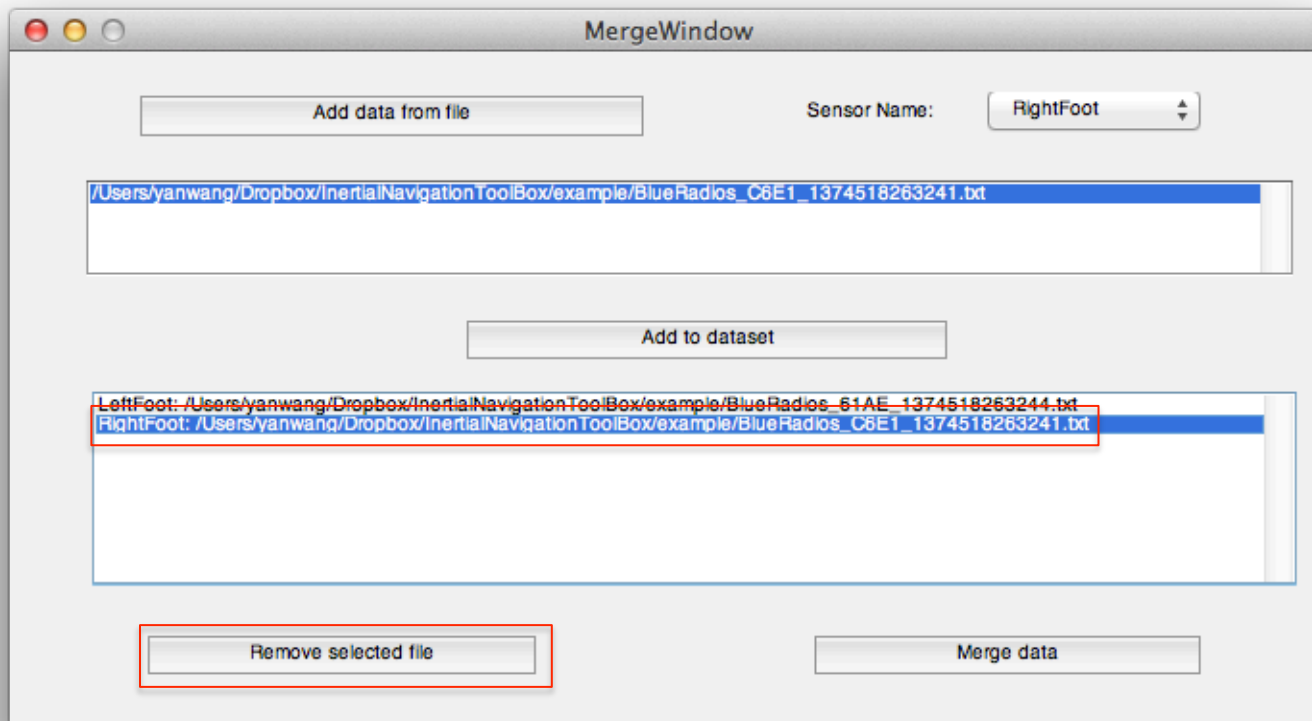 MergeWindow
Add data from file
Sensor Name:
RightFoot
/Users/yanwang/Dropbox/InertialNavigationToolBox/example/BlueRadios_C6E1_1374518263241.txt
Add to dataset
LeftFoot: /Users/yanwang/Dropbox/InertialNavigationToolBox/example/BlueRadios_61AE_1374518263244.txt
RightFoot: /Users/yanwang/Dropbox/InertialNavigationToolBox/example/BlueRadios_C6E1_1374518263241.txt
Remove selected file
Merge data